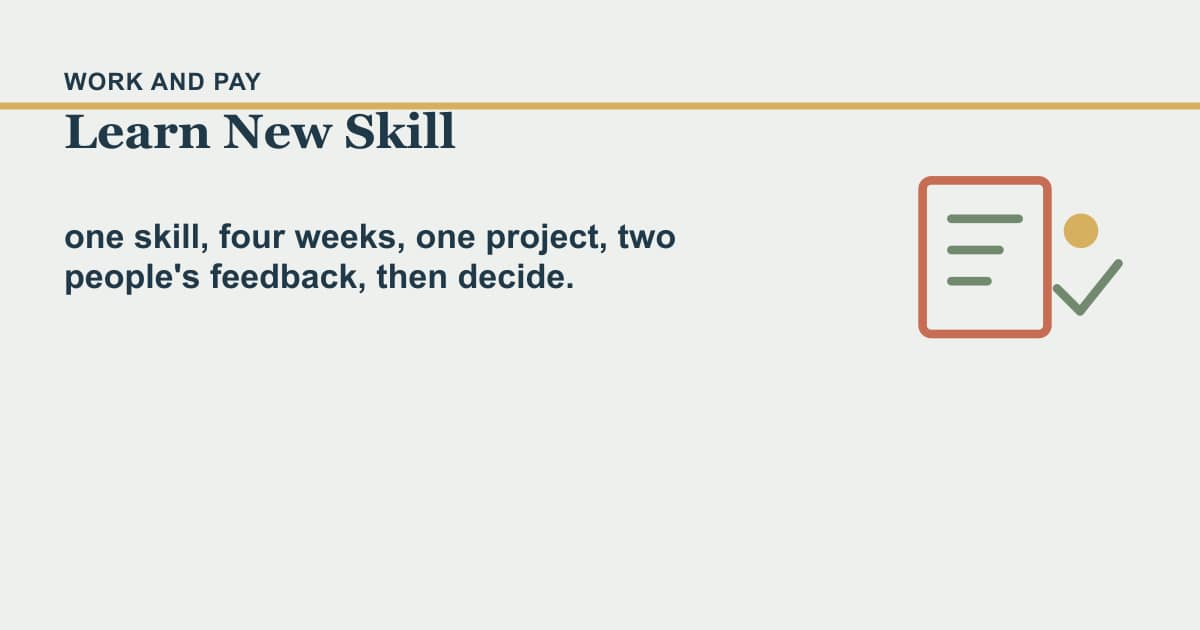 WORK AND PAY
Learn New Skill
one skill, four weeks, one project, two
people's feedback, then decide.